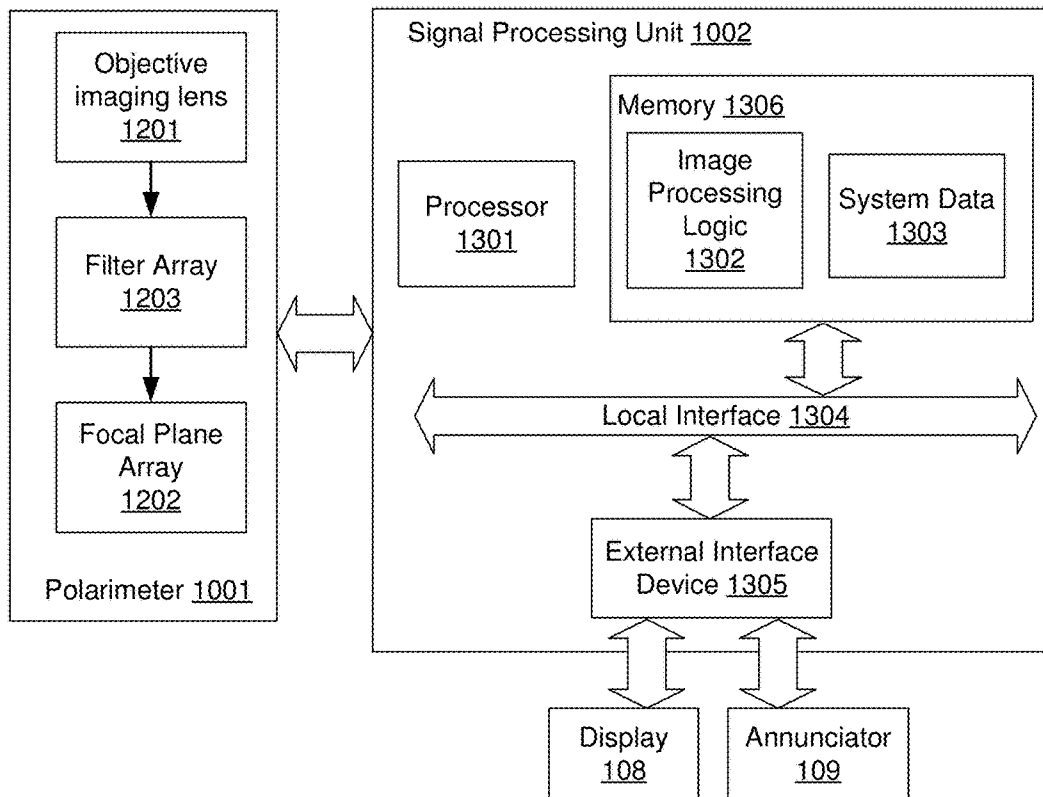 Objective
imaging lens
1201
Filter Array
1203
Focal Plane
Array
1202
Polarimeter 1001
Signal Processing Unit 1002
Memory 1306
Image
Processing
Logic
1302
System Data
1303
Processor
1301
Local Interface 1304
External Interface
Device 1305
Display
108
Annunciator
109